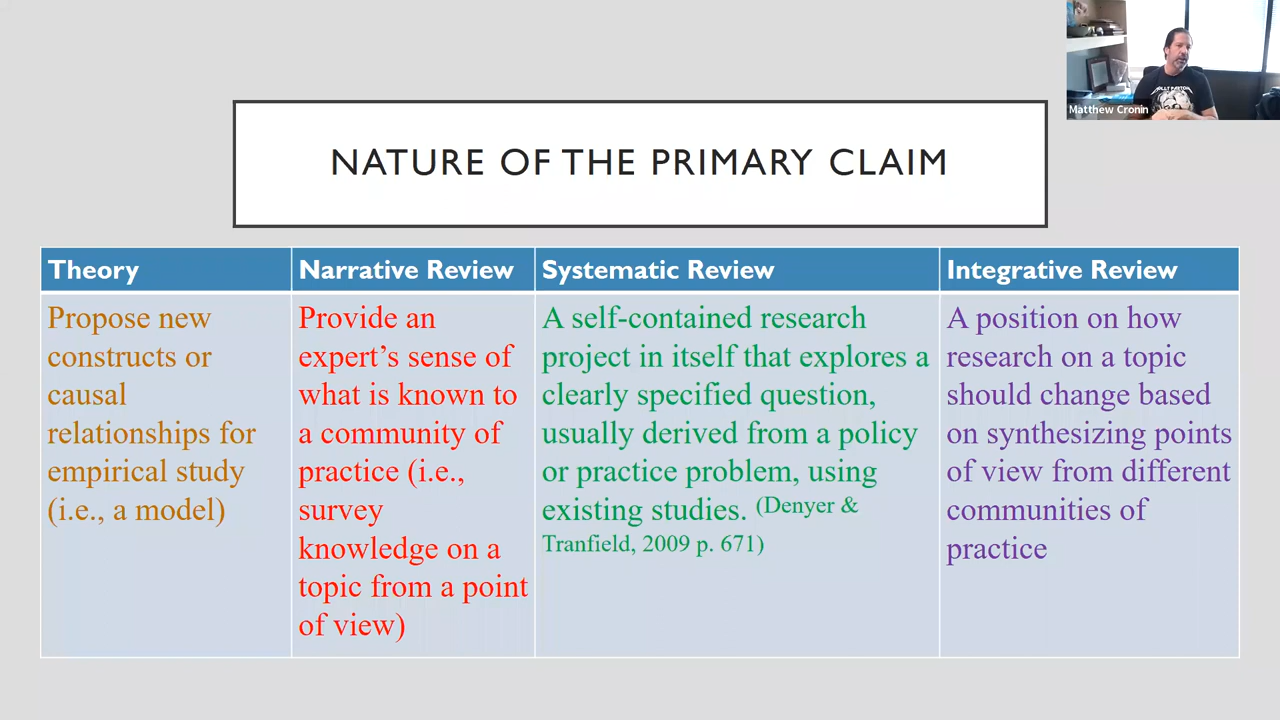 Matthew Cronin
NATURE OF THE PRIMARY CLAIM
Theory
Propose new
constructs or
causal
relationships for
empirical study
(i.e., a model)
Narrative Review
Provide an
expert's sense of
what is known to
a community of
practice (i.e.,
survey
knowledge on a
topic from a point
of view)
Systematic Review
A self-contained research
project in itself that explores a
clearly specified question,
usually derived from a policy
or practice problem, using
existing studies. (Denyer &
Tranfield, 2009 p. 671)
Integrative Review
A position on how
research on a topic
should change based
on synthesizing points
of view from different
communities of
practice